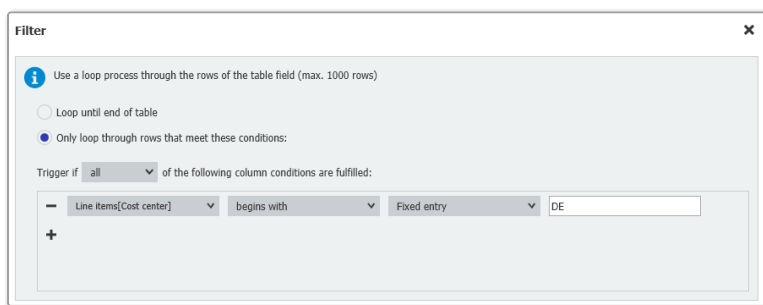 Filter
Use a loop process through the rows of the table field (max. 1000 rows)
Loop until end of table
Only loop through rows that meet these conditions:
Trigger if all of the following column conditions are fulfilled:
Line items[Cost center] begins with Fixed entry DE